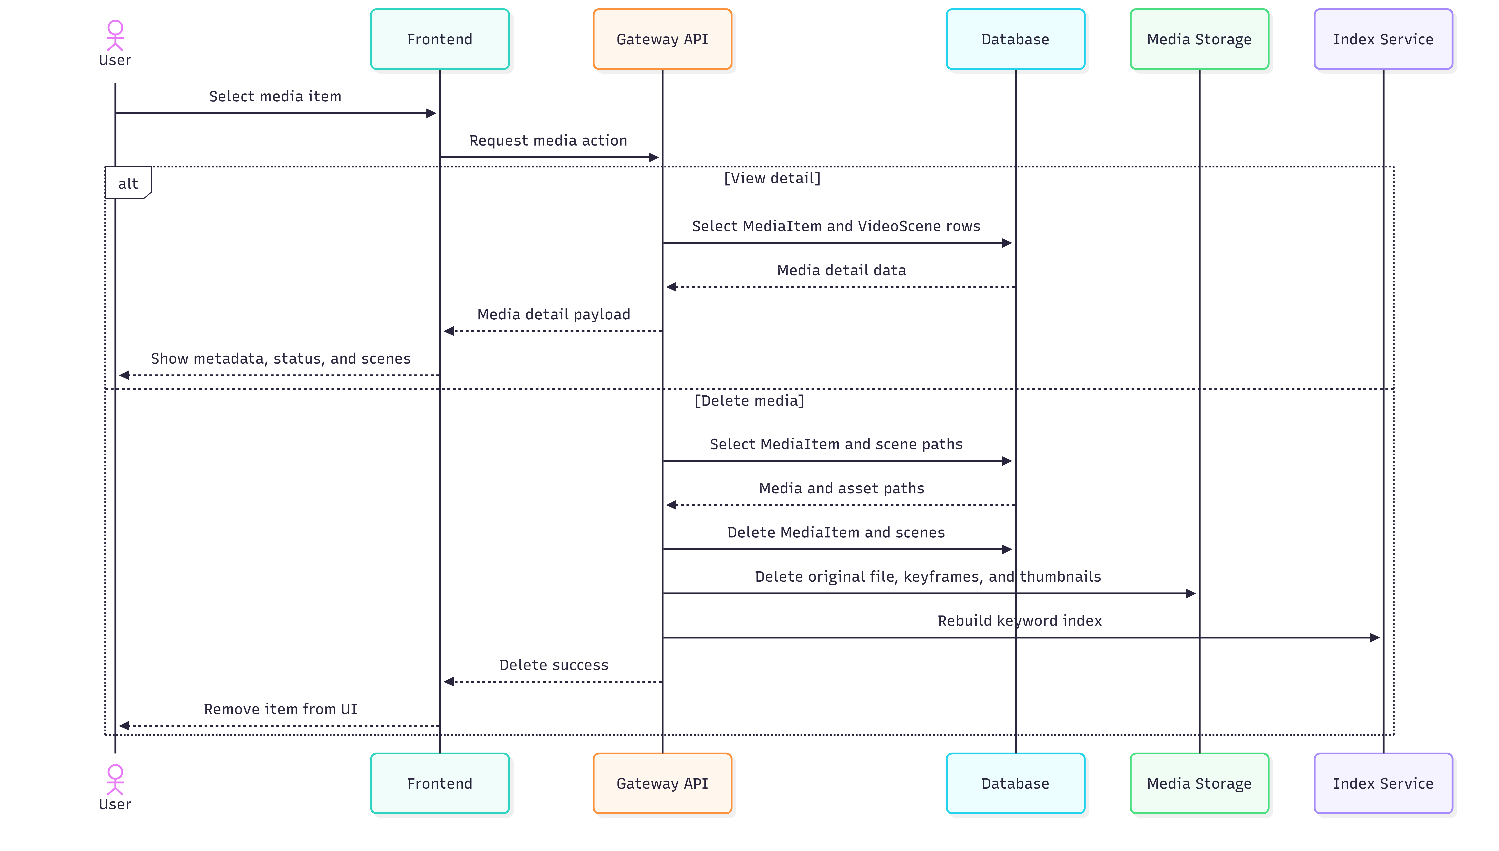 User
Frontend
Gateway API
Database
Media Storage
Index Service
Select media item
Request media action
alt
[View detail]
Select MediaItem and VideoScene rows
Media detail data
Media detail payload
Show metadata, status, and scenes
[Delete media]
Select MediaItem and scene paths
Media and asset paths
Delete MediaItem and scenes
Delete original file, keyframes, and thumbnails
Rebuild keyword index
Delete success
Remove item from UI
User
Frontend
Gateway API
Database
Media Storage
Index Service